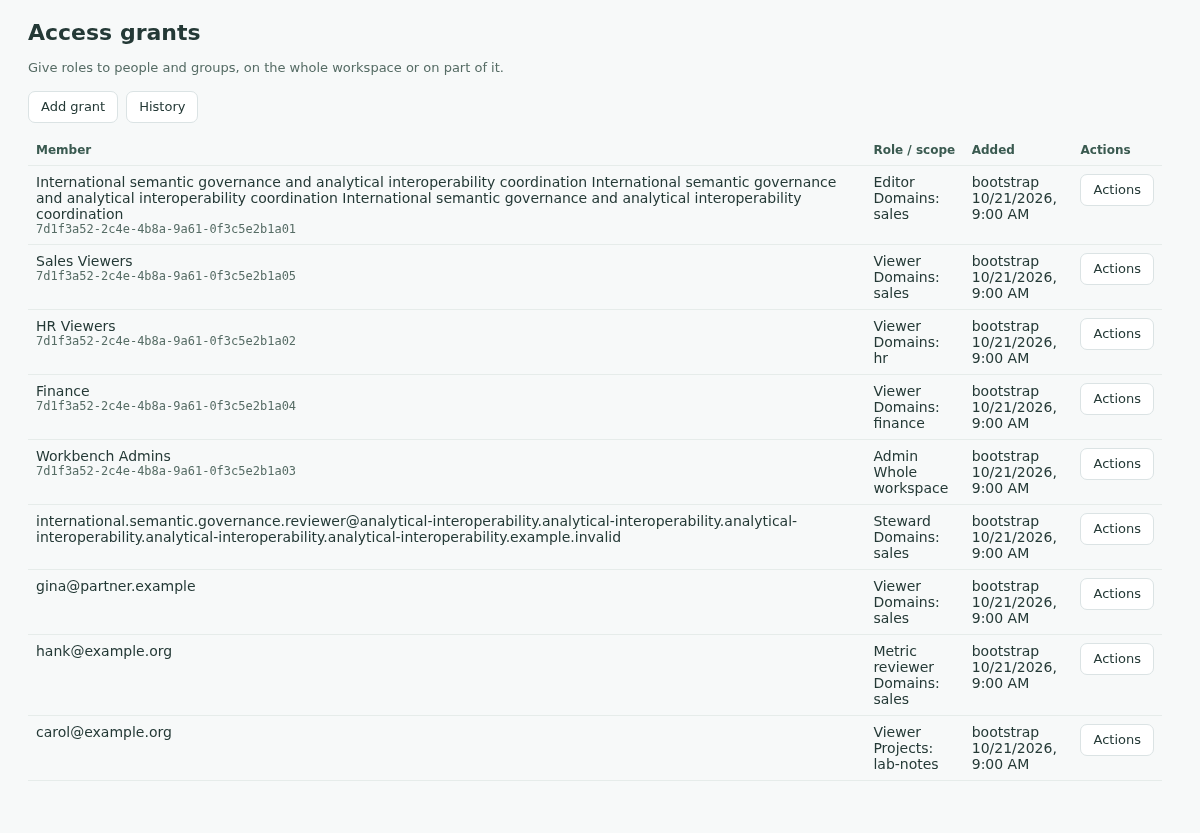 Access grants
Give roles to people and groups, on the whole workspace or on part of it.
Add grant History
Member Role / scope Added Actions
International semantic governance and analytical interoperability coordination International semantic governance
and analytical interoperability coordination International semantic governance and analytical interoperability
coordination
7d1f3a52-2c4e-4b8a-9a61-0f3c5e2b1a01
Editor
Domains:
sales
bootstrap
10/21/2026,
9:00 AM
Actions
Sales Viewers
7d1f3a52-2c4e-4b8a-9a61-0f3c5e2b1a05
Viewer
Domains:
sales
bootstrap
10/21/2026,
9:00 AM
Actions
HR Viewers
7d1f3a52-2c4e-4b8a-9a61-0f3c5e2b1a02
Viewer
Domains:
hr
bootstrap
10/21/2026,
9:00 AM
Actions
Finance
7d1f3a52-2c4e-4b8a-9a61-0f3c5e2b1a04
Viewer
Domains:
finance
bootstrap
10/21/2026,
9:00 AM
Actions
Workbench Admins
7d1f3a52-2c4e-4b8a-9a61-0f3c5e2b1a03
Admin
Whole
workspace
bootstrap
10/21/2026,
9:00 AM
Actions
international.semantic.governance.reviewer@analytical-interoperability.analytical-interoperability.analytical-
interoperability.analytical-interoperability.analytical-interoperability.example.invalid
Steward
Domains:
sales
bootstrap
10/21/2026,
9:00 AM
Actions
gina@partner.example
Viewer
Domains:
sales
bootstrap
10/21/2026,
9:00 AM
Actions
hank@example.org
Metric
reviewer
Domains:
sales
bootstrap
10/21/2026,
9:00 AM
Actions
carol@example.org
Viewer
Projects:
lab-notes
bootstrap
10/21/2026,
9:00 AM
Actions